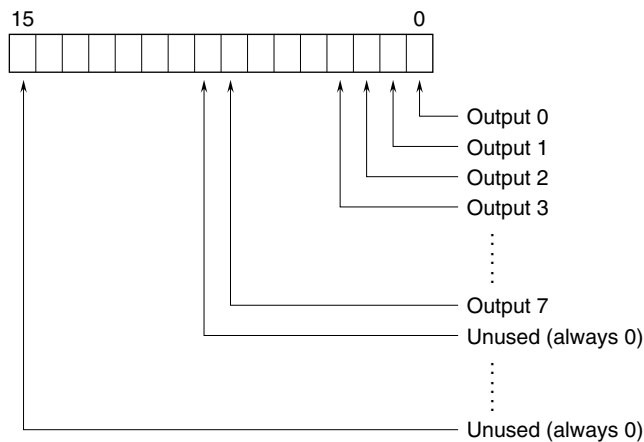 15 0
Output 0
Output 1
Output 2
Output 3
Output 7
Unused (always 0)
Unused (always 0)